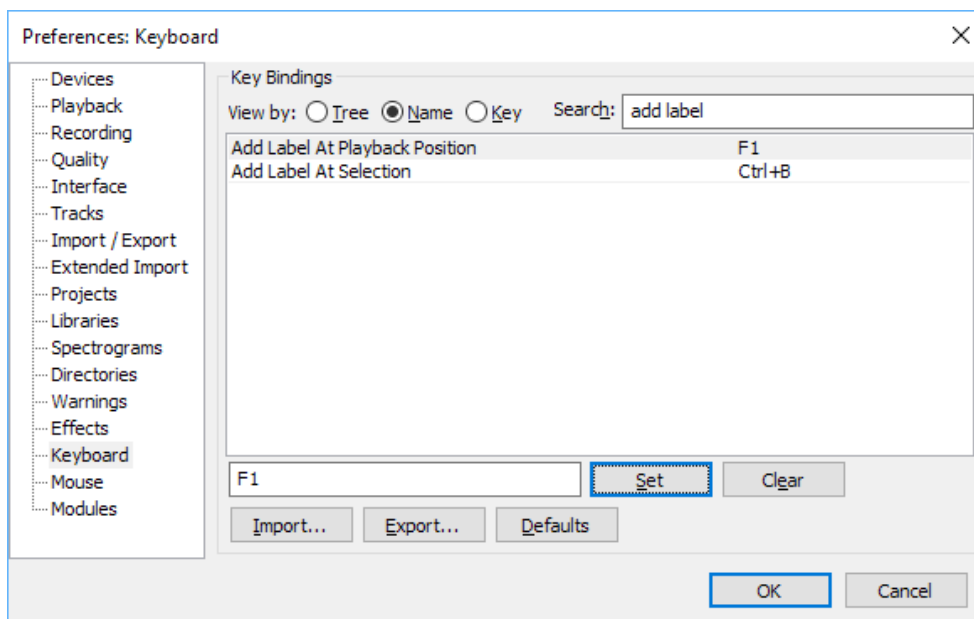 Preferences: Keyboard
Devices
Playback
Recording
Quality
Interface
Tracks
Import / Export
Extended Import
Projects
Libraries
Spectrograms
Directories
Warnings
Effects
Keyboard
Mouse
Modules
Key Bindings
View by: Tree Name Key Search: add label
Add Label At Playback Position F1
Add Label At Selection Ctrl+B
F1 Set Clear
Import... Export... Defaults
OK Cancel